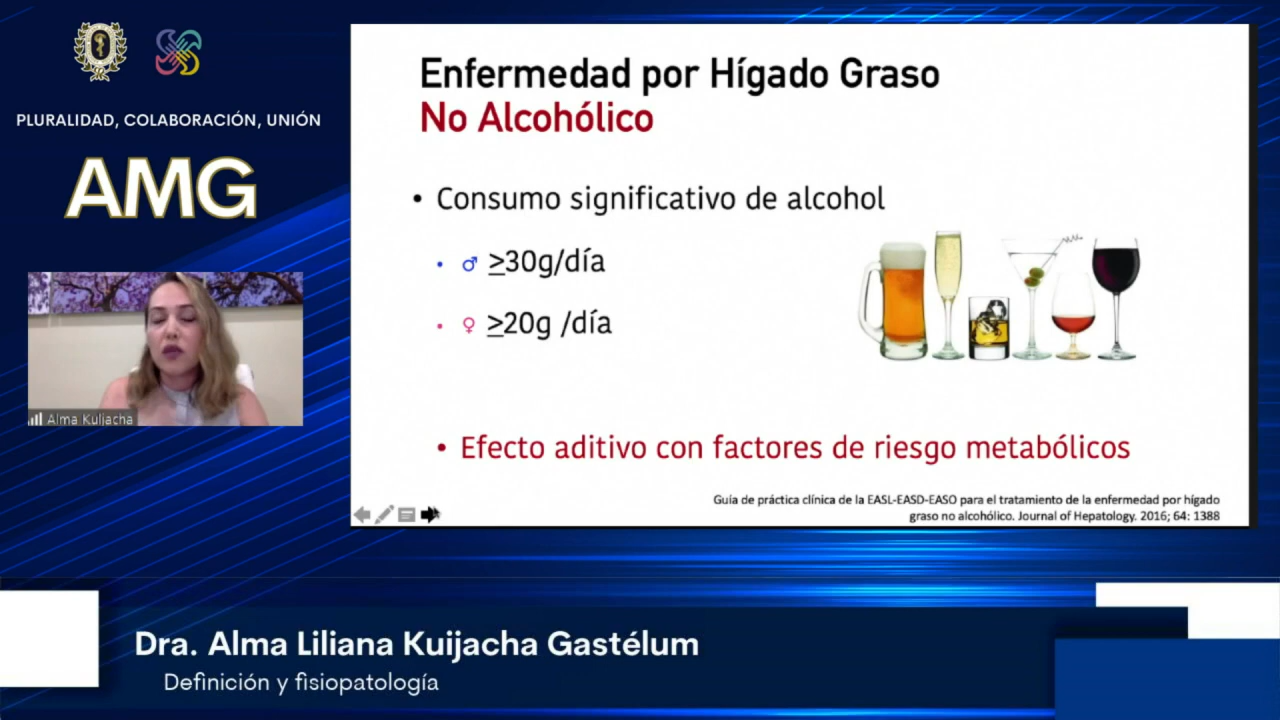 PLURALIDAD, COLABORACIÓN, UNIÓN
AMG
Alma Kuijacha
Enfermedad por Hígado Graso
No Alcohólico
• Consumo significativo de alcohol
• ♂ ≥30g/día
• ♀ ≥20g /día
• Efecto aditivo con factores de riesgo metabólicos
Guía de práctica clínica de la EASL-EASD-EASO para el tratamiento de la enfermedad por hígado
graso no alcohólico. Journal of Hepatology. 2016; 64: 1388
Dra. Alma Liliana Kuijacha Gastélum
Definición y fisiopatología